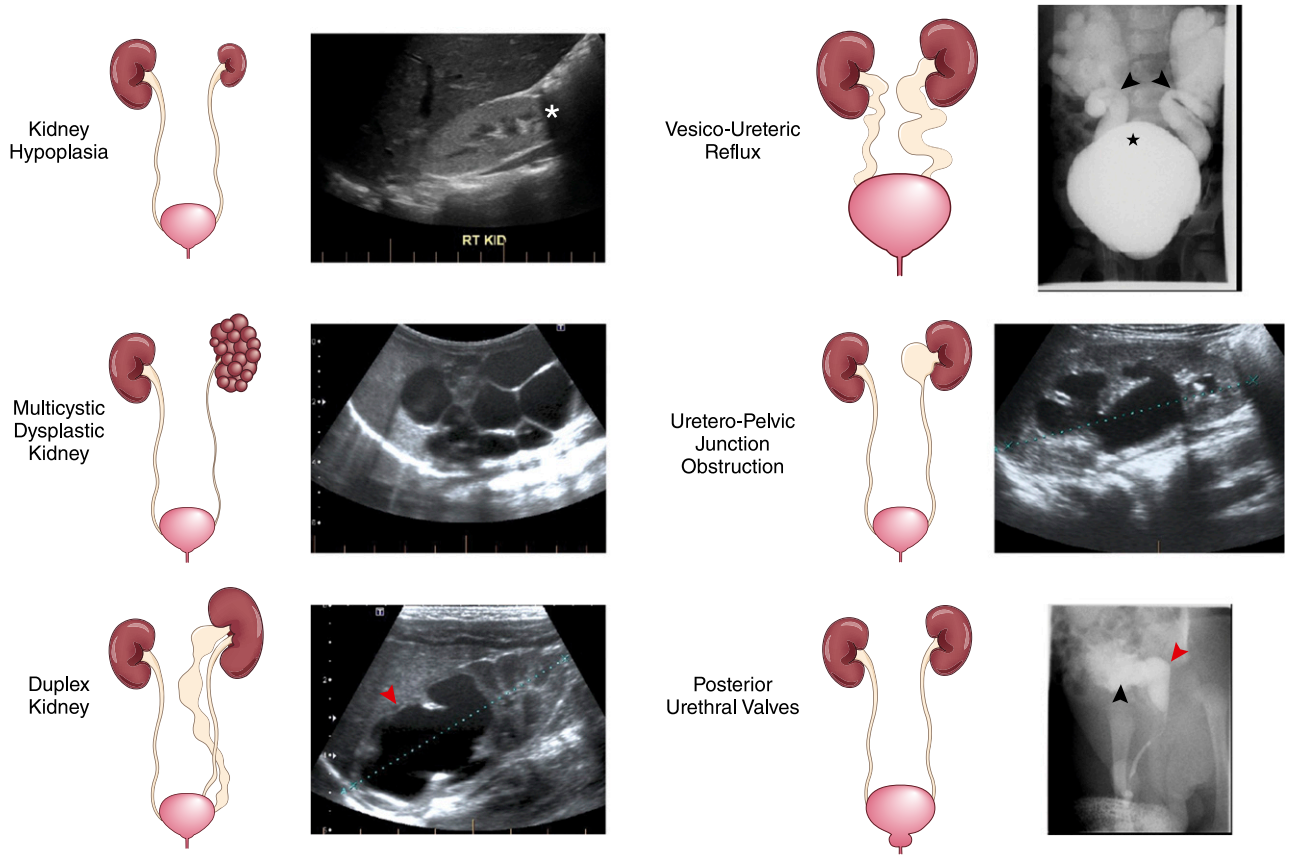 Kidney
Hypoplasia
*
RT KID
Vesico-Ureteric
Reflux
Multicystic
Dysplastic
Kidney
T
Uretero-Pelvic
Junction
Obstruction
Duplex
Kidney
T
Posterior
Urethral Valves